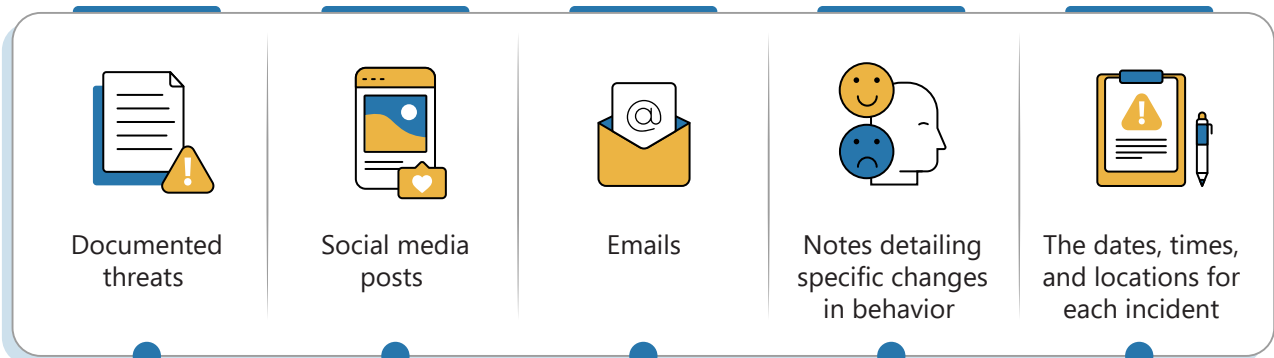 Documented
threats
Social media
posts
@
Emails
Notes detailing
specific changes
in behavior
!
The dates, times,
and locations for
each incident
!